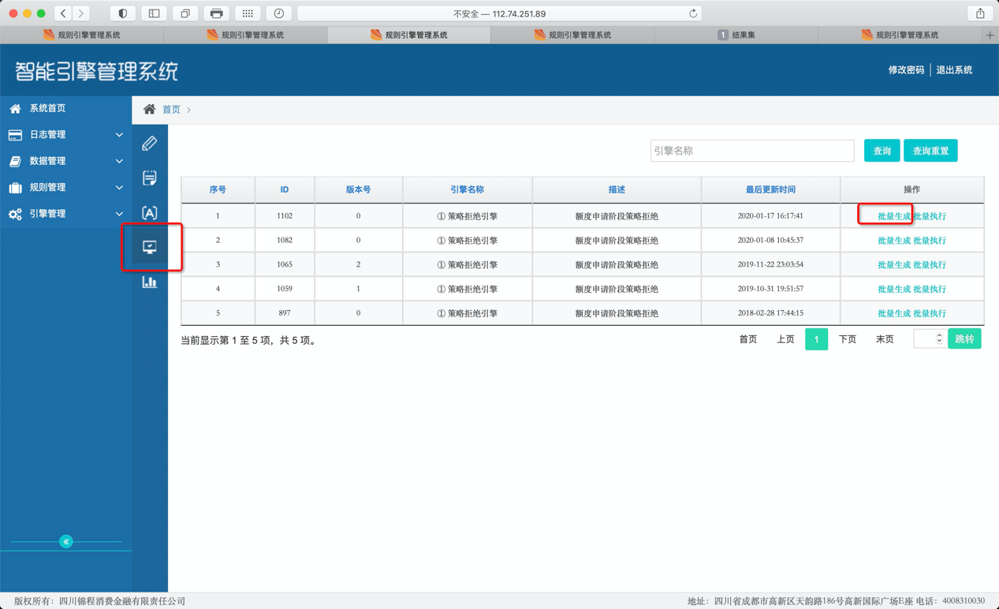 不安全 — 112.74.251.89
规则引擎管理系统 规则引擎管理系统 规则引擎管理系统 规则引擎管理系统 1 结果集 规则引擎管理系统
智能引擎管理系统 修改密码 退出系统
系统首页
日志管理
数据管理
规则管理
引擎管理
首页
引擎名称 查询 查询重置
序号 ID 版本号 引擎名称 描述 最后更新时间 操作
1 1102 0 ① 策略拒绝引擎 额度申请阶段策略拒绝 2020-01-17 16:17:41 批量生成 批量执行
2 1082 0 ① 策略拒绝引擎 额度申请阶段策略拒绝 2020-01-08 10:45:37 批量生成 批量执行
3 1065 2 ① 策略拒绝引擎 额度申请阶段策略拒绝 2019-11-22 23:03:54 批量生成 批量执行
4 1059 1 ① 策略拒绝引擎 额度申请阶段策略拒绝 2019-10-31 19:51:57 批量生成 批量执行
5 897 0 ① 策略拒绝引擎 额度申请阶段策略拒绝 2018-02-28 17:44:15 批量生成 批量执行
当前显示第 1 至 5 项，共 5 项。 首页 上页 1 下页 末页 跳转
版权所有：四川锦程消费金融有限责任公司 地址：四川省成都市高新区天韵路186号高新国际广场E座 电话：4008310030